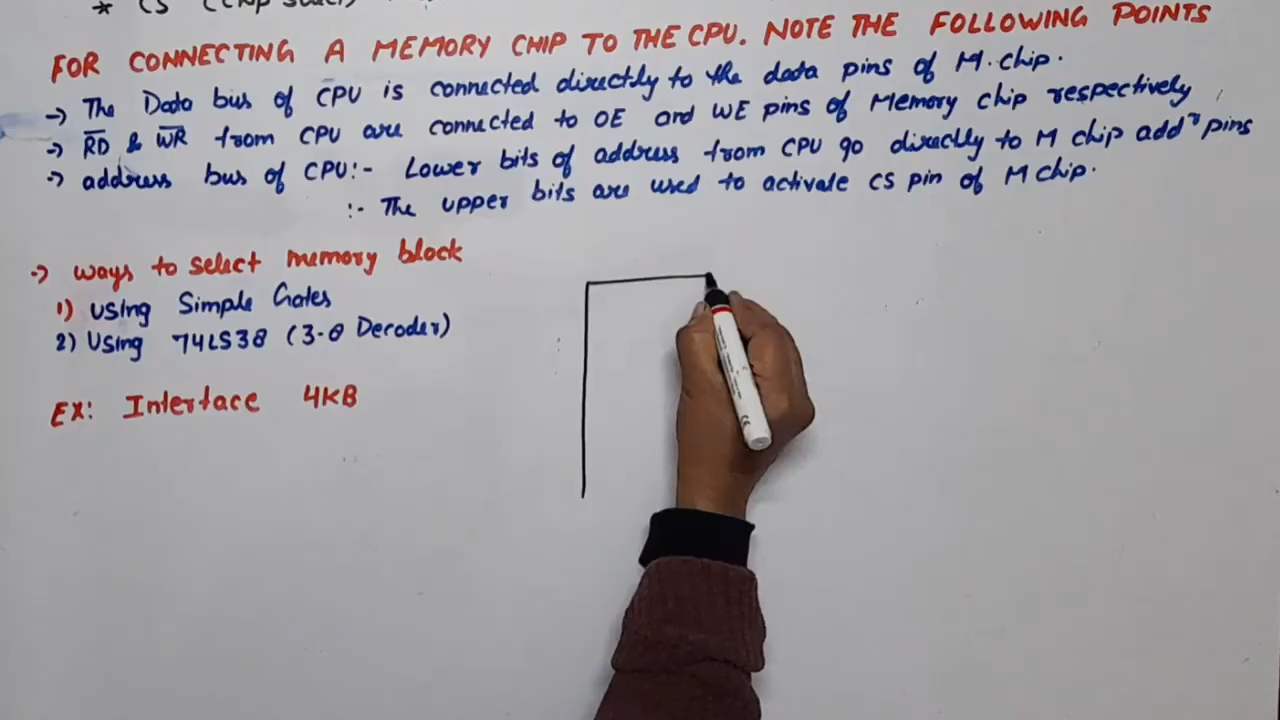 * CS (Chip select)
FOR CONNECTING A MEMORY CHIP TO THE CPU. NOTE THE FOLLOWING POINTS
-> The Data bus of CPU is connected directly to the data pins of M.chip.
-> R̅D̅ & W̅R̅ from CPU are connected to OE and WE pins of Memory chip respectively
-> address bus of CPU:- Lower bits of address from CPU go directly to M chip addʳ pins
:- The upper bits are used to activate CS pin of M chip.
-> ways to select memory block
1) Using Simple Gates
2) Using 74LS38 (3-8 Decoder)
EX: Interface 4KB